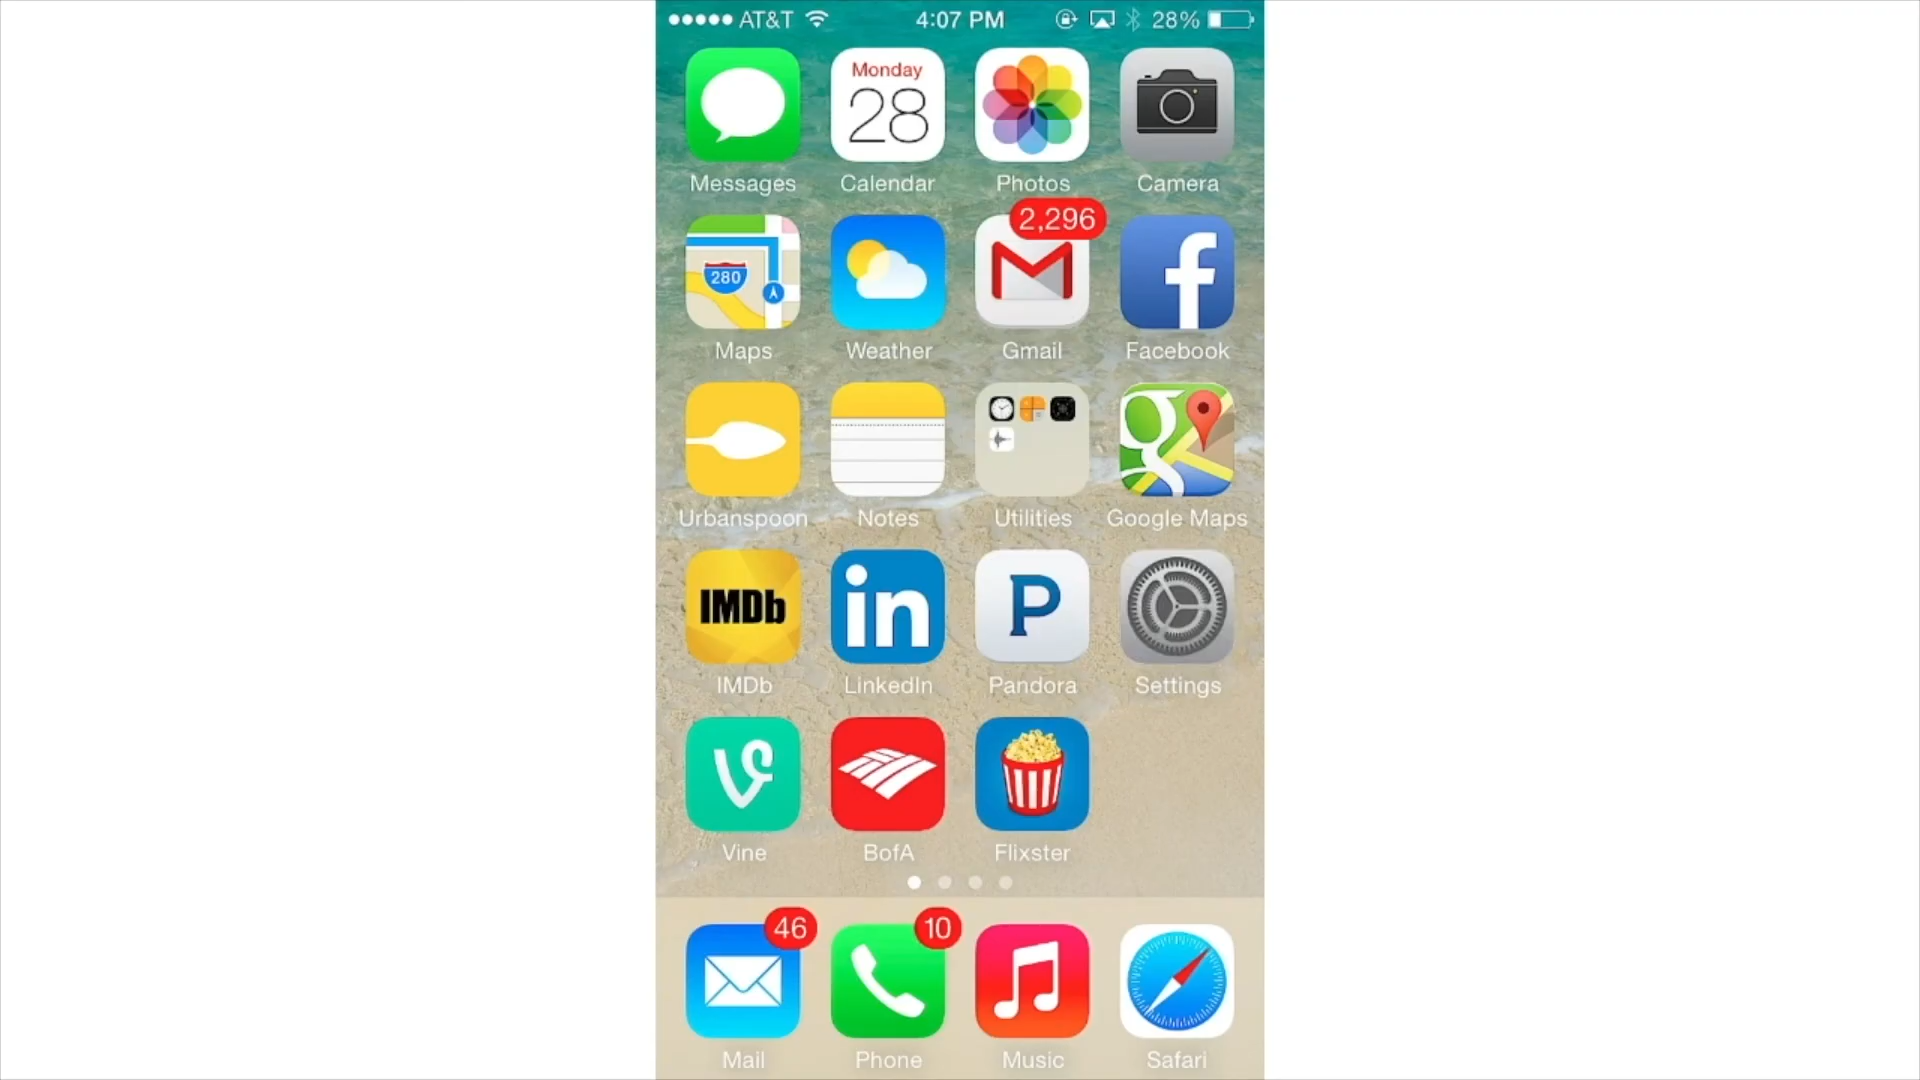 AT&T 4:07 PM 28%
Monday
28
Messages Calendar Photos Camera
2,296
280
Maps Weather Gmail Facebook
Urbanspoon Notes Utilities Google Maps
IMDb in P
IMDb LinkedIn Pandora Settings
Vine BofA Flixster
46 10
Mail Phone Music Safari